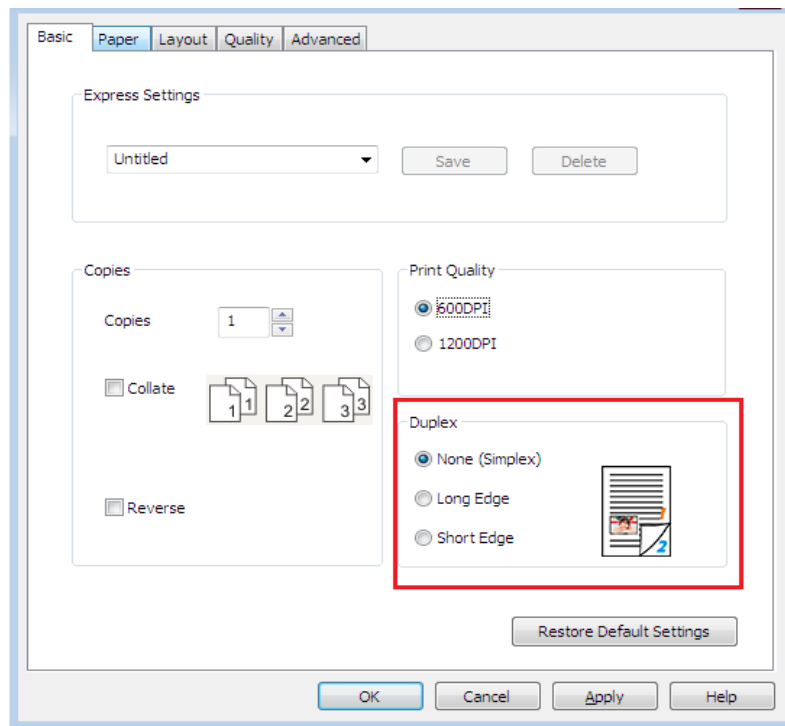 Basic Paper Layout Quality Advanced
Express Settings
Untitled Save Delete
Copies
Copies 1
Collate 1 1 2 2 3 3
Reverse
Print Quality
600DPI
1200DPI
Duplex
None (Simplex)
Long Edge
Short Edge
1
2
Restore Default Settings
OK Cancel Apply Help